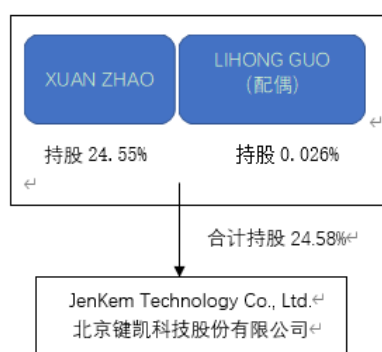 XUAN ZHAO
LIHONG GUO
（配偶）
持股 24.55%
持股 0.026%
合计持股 24.58%
JenKem Technology Co., Ltd.
北京键凯科技股份有限公司